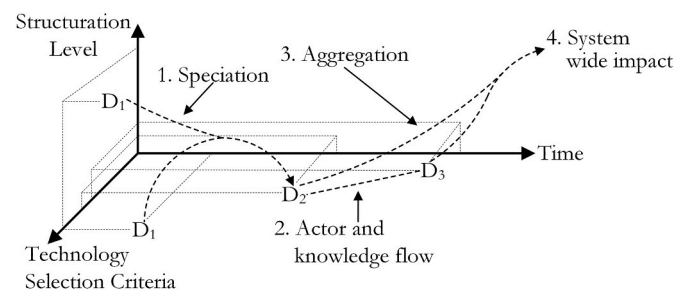 Structuration
Level
1. Speciation
3. Aggregation
4. System
wide impact
D1
Time
D3
D2
D1
2. Actor and
knowledge flow
Technology
Selection Criteria